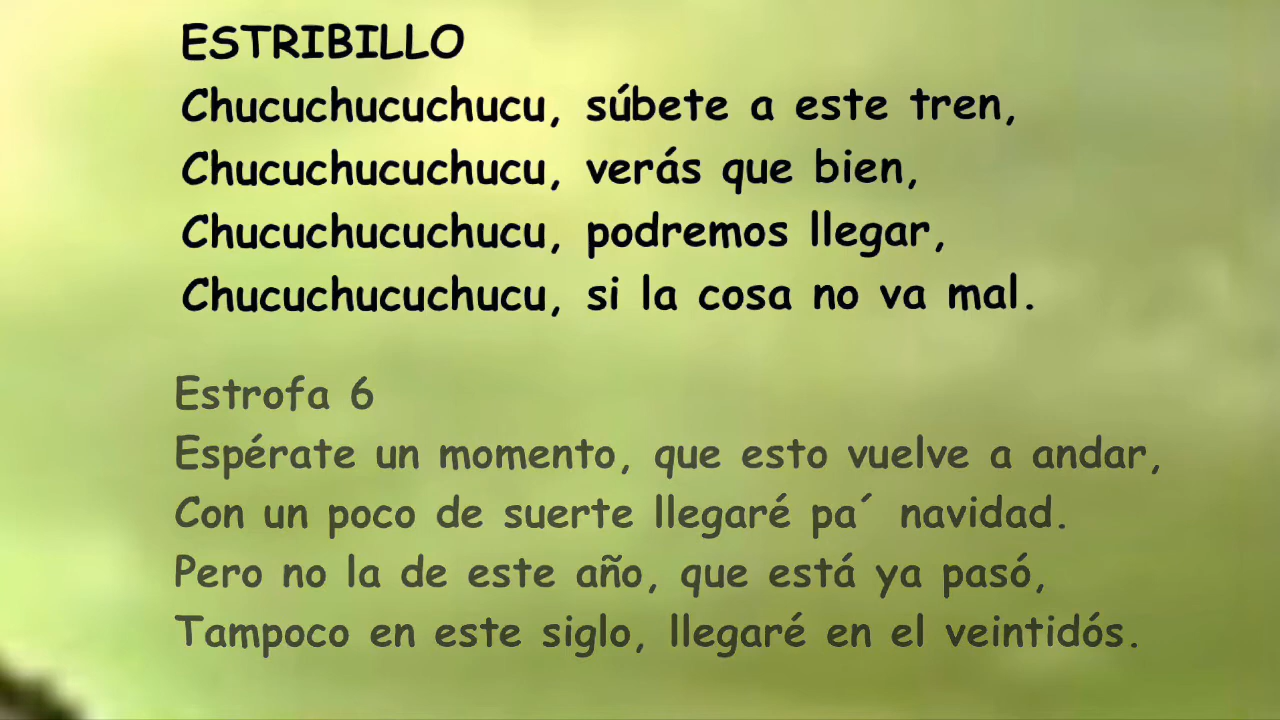 ESTRIBILLO
Chucuchucuchucu, súbete a este tren,
Chucuchucuchucu, verás que bien,
Chucuchucuchucu, podremos llegar,
Chucuchucuchucu, si la cosa no va mal.
Estrofa 6
Espérate un momento, que esto vuelve a andar,
Con un poco de suerte llegaré pa´ navidad.
Pero no la de este año, que está ya pasó,
Tampoco en este siglo, llegaré en el veintidós.